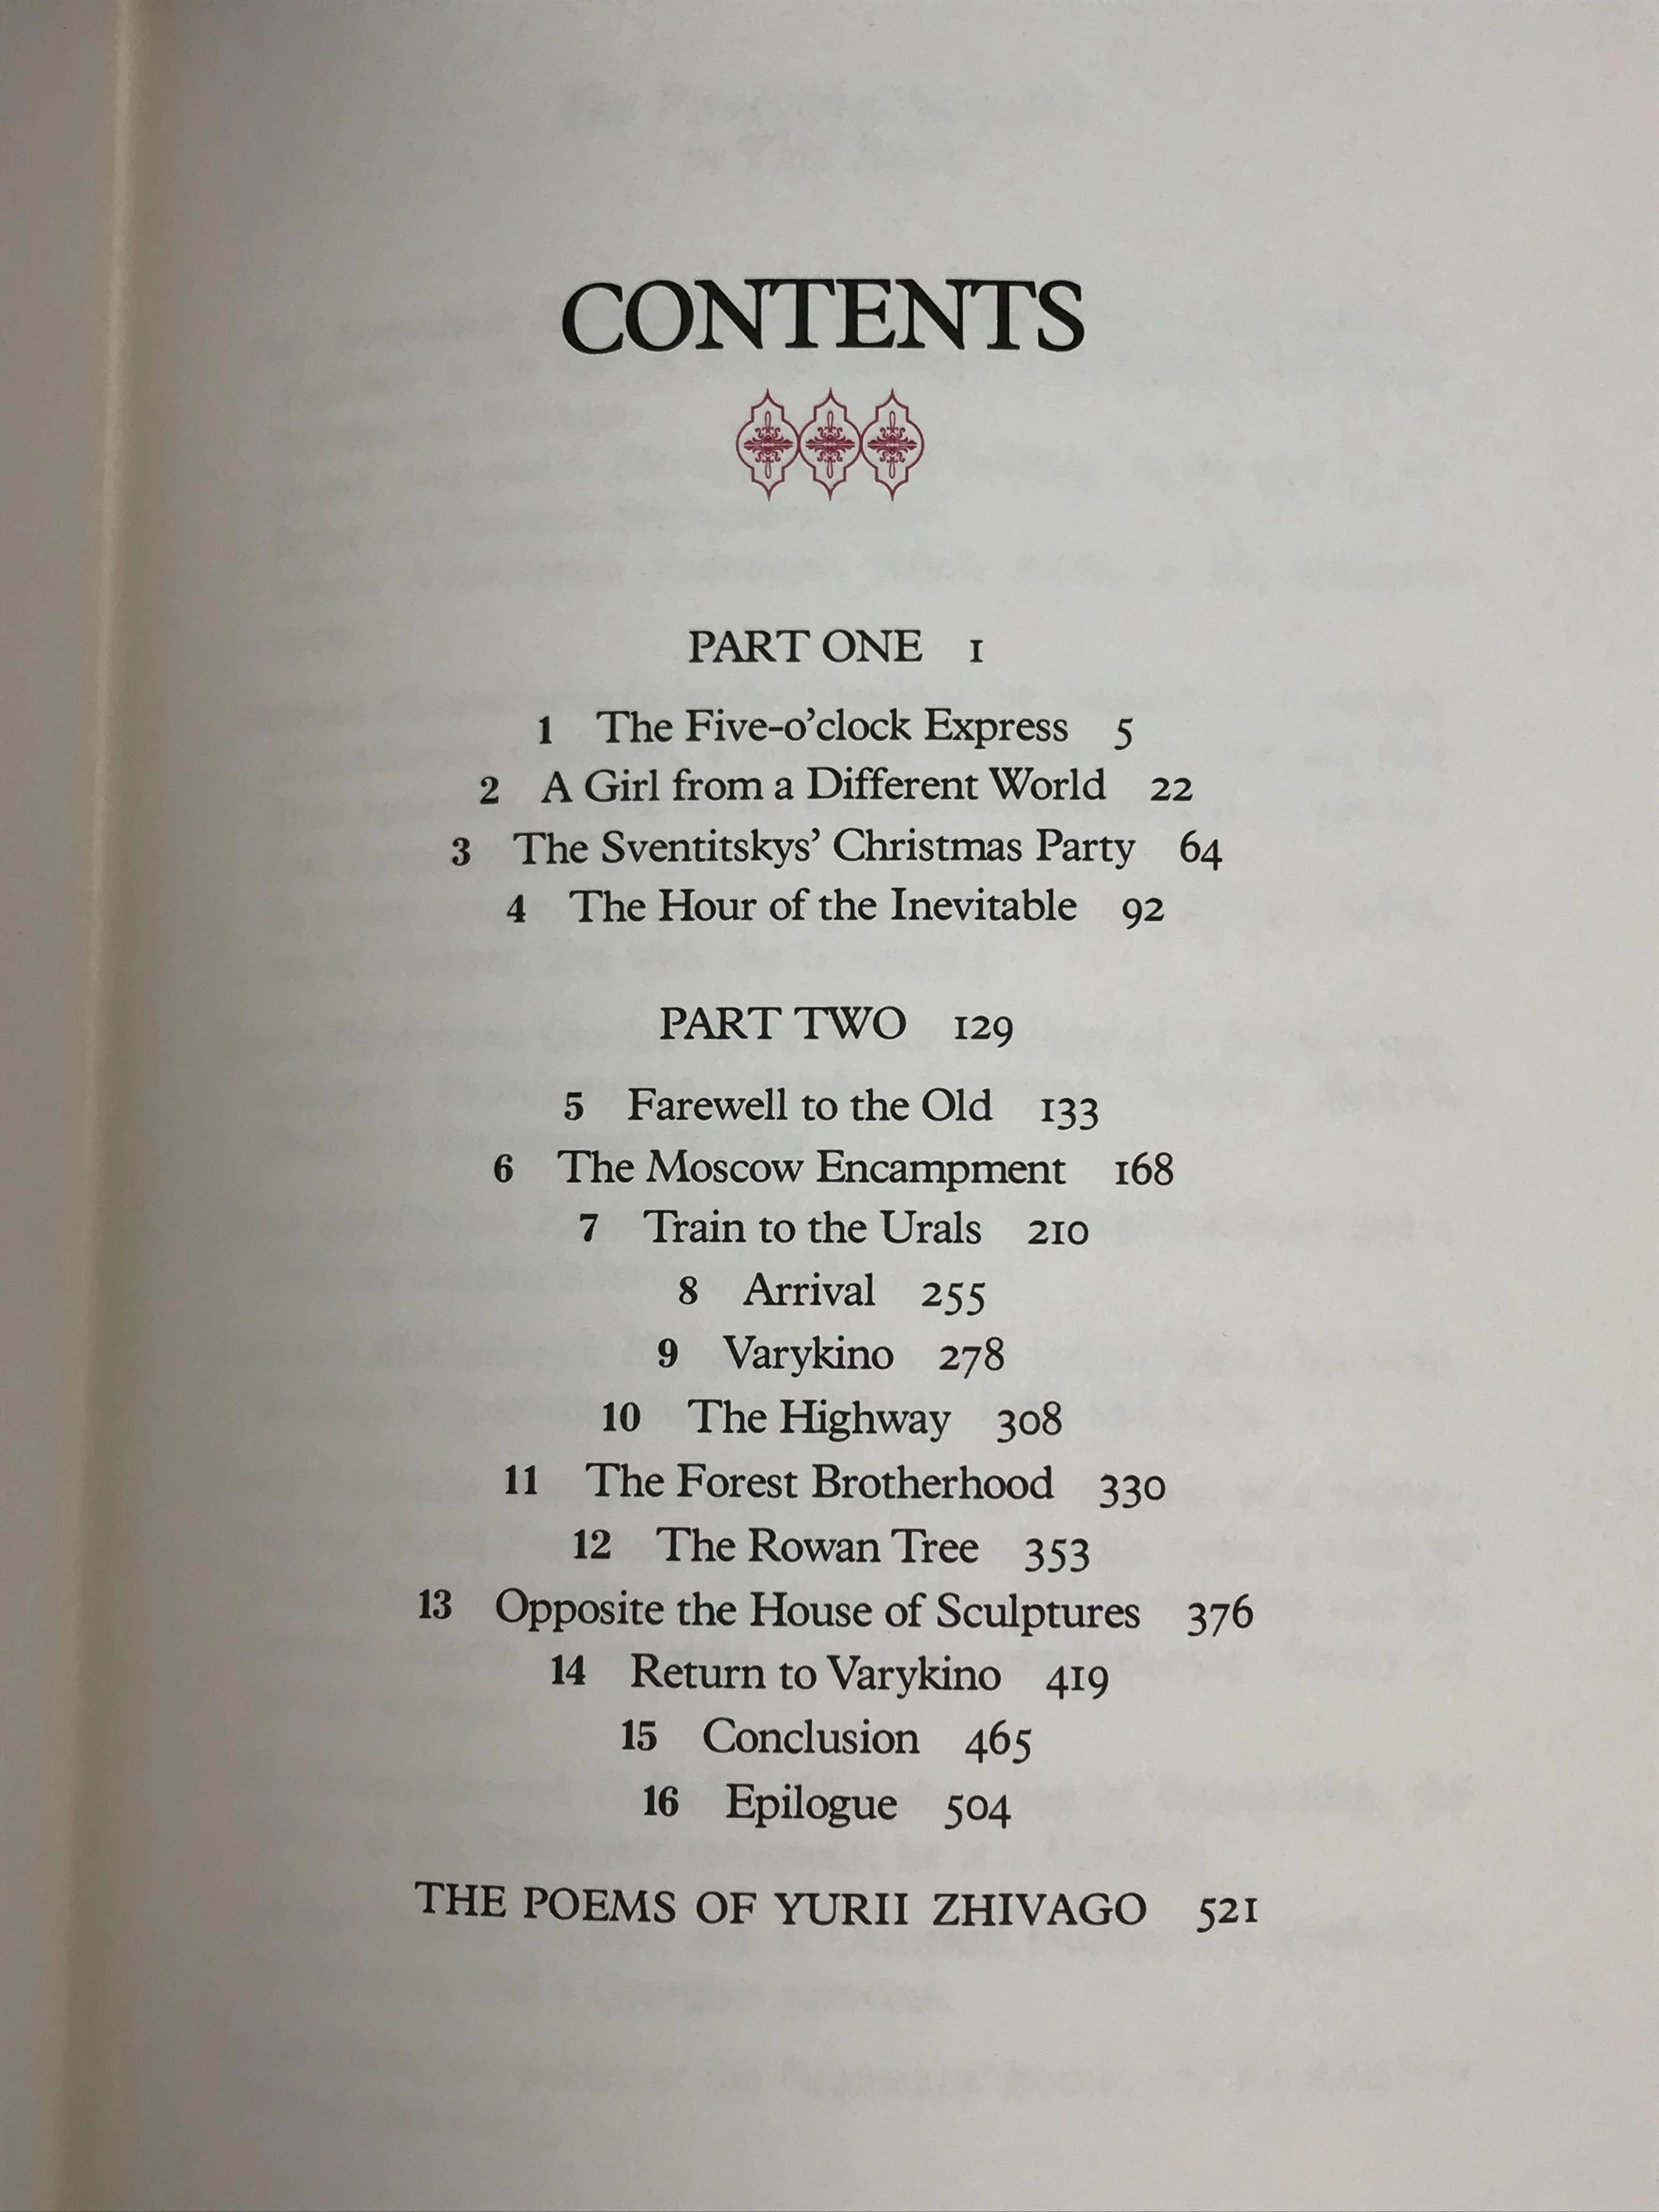 CONTENTS
PART ONE 1
1 The Five-o’clock Express 5
2 A Girl from a Different World 22
3 The Sventitskys’ Christmas Party 64
4 The Hour of the Inevitable 92
PART TWO 129
5 Farewell to the Old 133
6 The Moscow Encampment 168
7 Train to the Urals 210
8 Arrival 255
9 Varykino 278
10 The Highway 308
11 The Forest Brotherhood 330
12 The Rowan Tree 353
13 Opposite the House of Sculptures 376
14 Return to Varykino 419
15 Conclusion 465
16 Epilogue 504
THE POEMS OF YURII ZHIVAGO 521